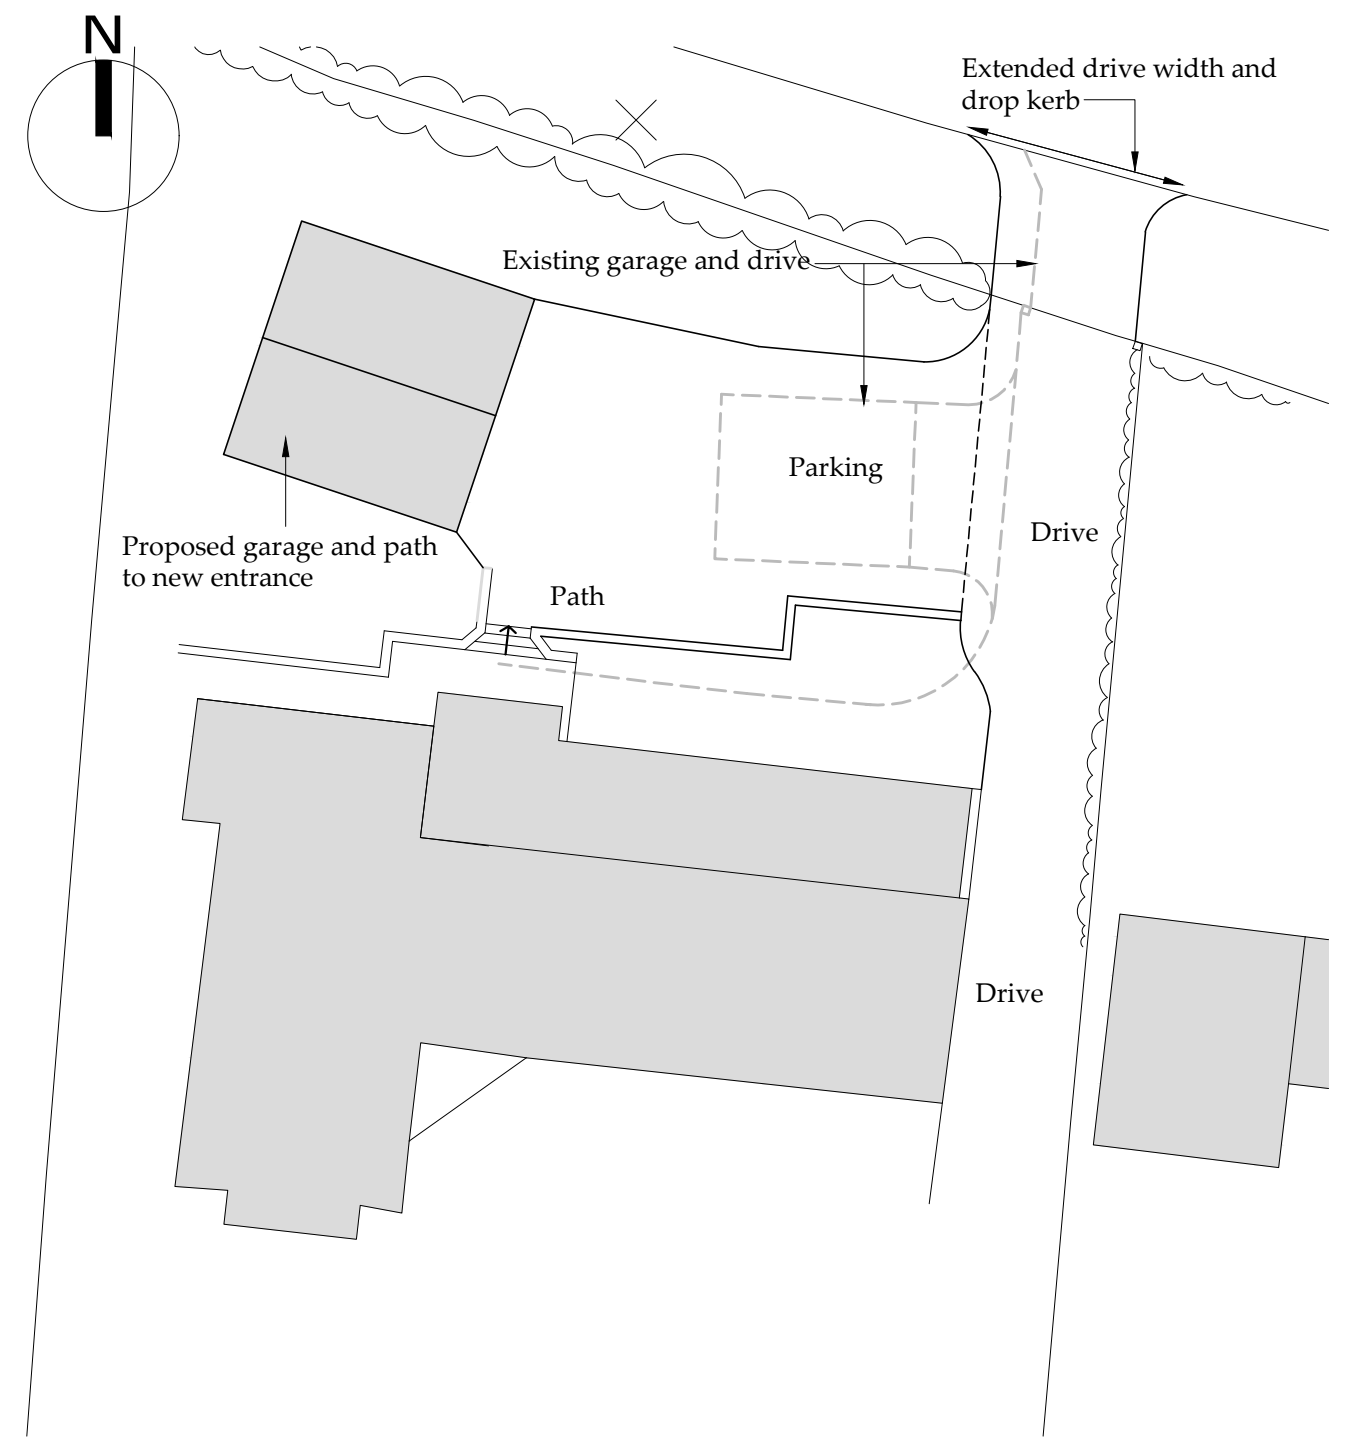 N
Extended drive width and
drop kerb
Existing garage and drive
Parking
Drive
Proposed garage and path
to new entrance
Path
Drive